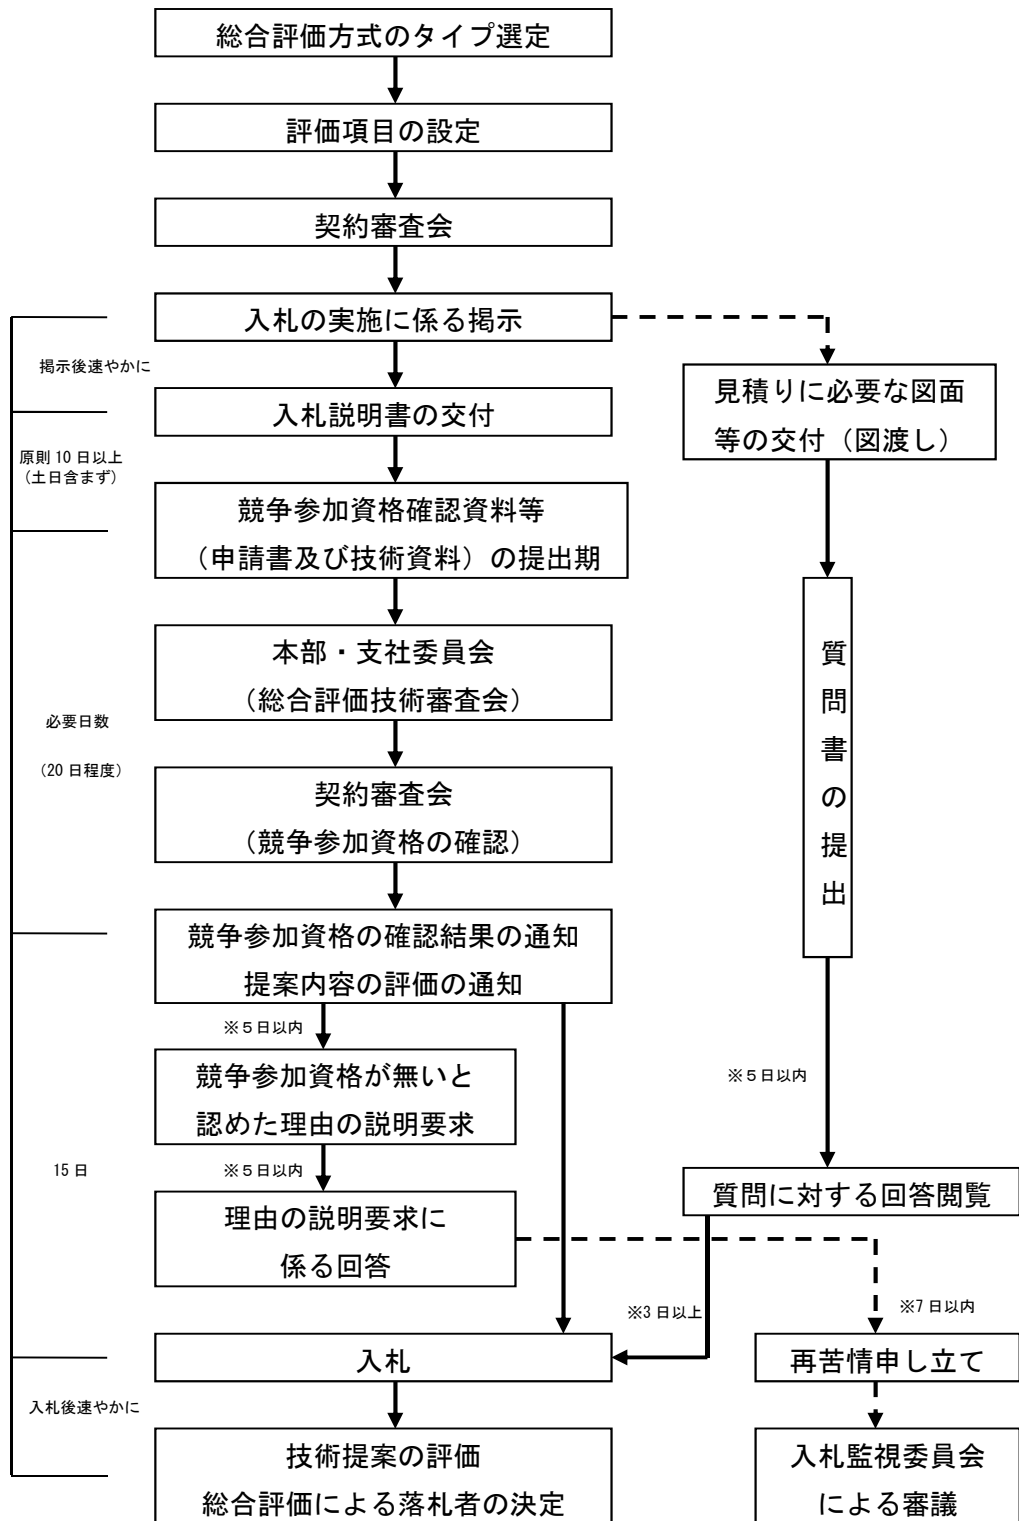 総合評価方式のタイプ選定
評価項目の設定
契約審査会
入札の実施に係る掲示
掲示後速やかに
入札説明書の交付
見積りに必要な図面
等の交付（図渡し）
原則10日以上
（土日含まず）
競争参加資格確認資料等
（申請書及び技術資料）の提出期
本部・支社委員会
（総合評価技術審査会）
質問書の提出
必要日数
（20日程度）
契約審査会
（競争参加資格の確認）
競争参加資格の確認結果の通知
提案内容の評価の通知
※５日以内
競争参加資格が無いと
認めた理由の説明要求
※５日以内
15日
※５日以内
質問に対する回答閲覧
理由の説明要求に
係る回答
※3日以上
※7日以内
入札
再苦情申し立て
入札後速やかに
技術提案の評価
総合評価による落札者の決定
入札監視委員会
による審議